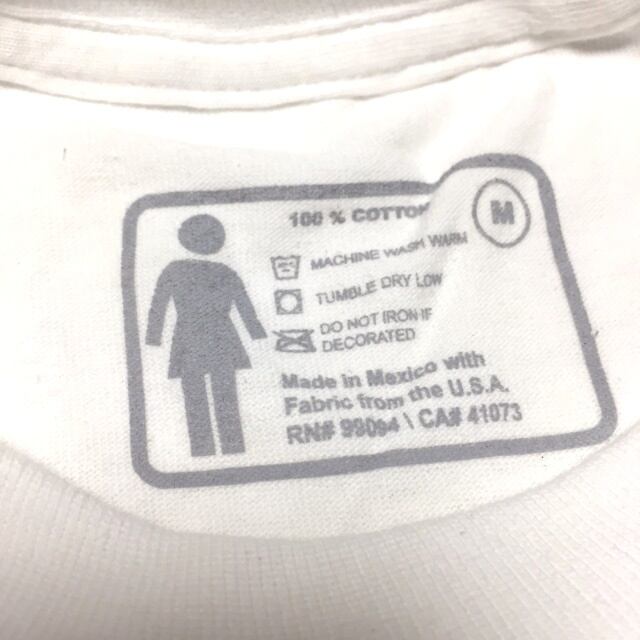 100 % COTTON
M
MACHINE WASH WARM
TUMBLE DRY LOW
DO NOT IRON IF
DECORATED
Made in Mexico with
Fabric from the U.S.A.
RN# 99094 \ CA# 41073